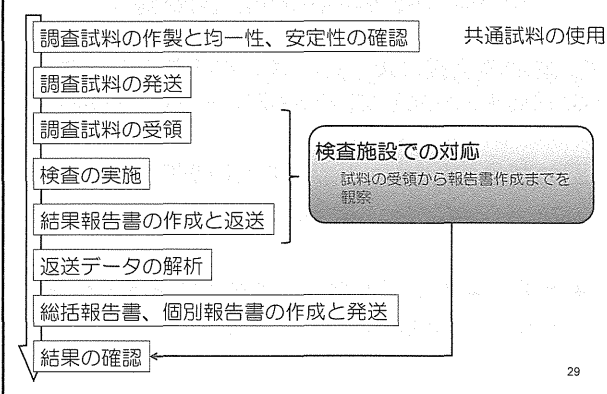 調査試料の作製と均一性、安定性の確認
共通試料の使用
調査試料の発送
調査試料の受領
検査の実施
結果報告書の作成と返送
検査施設での対応
試料の受領から報告書作成までを
観察
返送データの解析
総括報告書、個別報告書の作成と発送
結果の確認
29